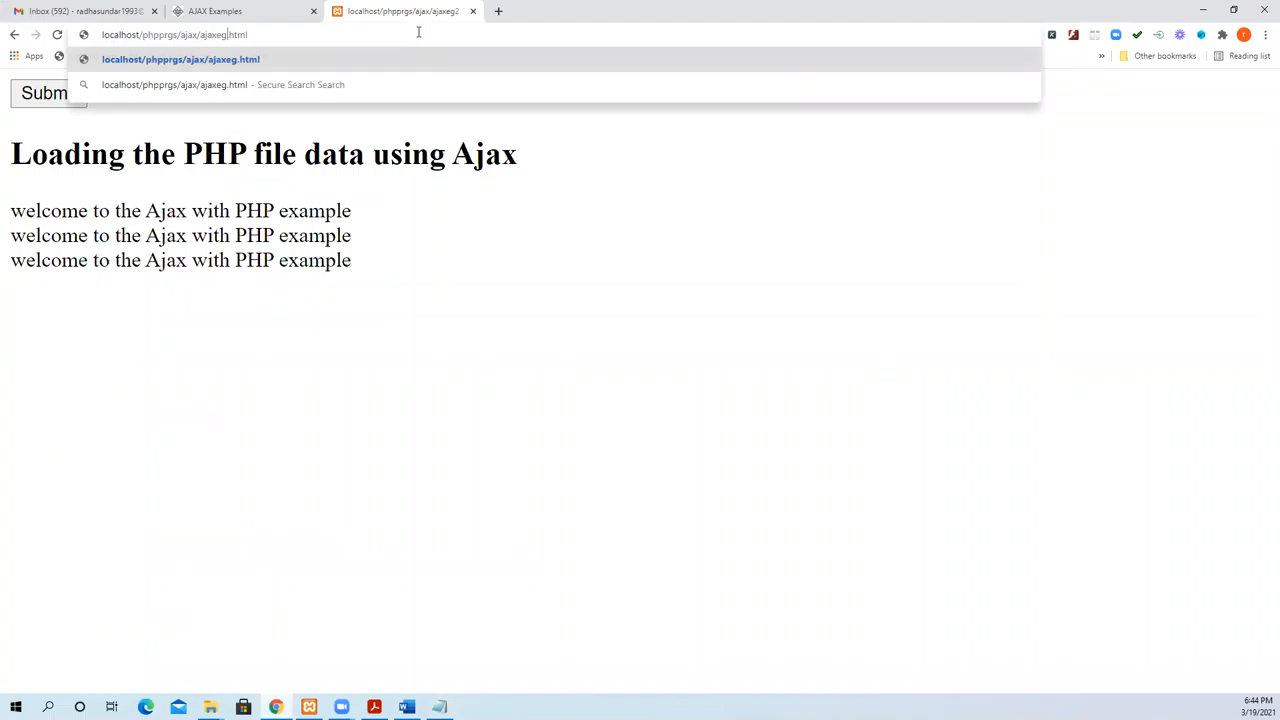 Inbox (592) - radhasundar1993@
AJAX Examples
localhost/phpprgs/ajax/ajaxeg2
localhost/phpprgs/ajax/ajaxeg.html
localhost/phpprgs/ajax/ajaxeg.html
localhost/phpprgs/ajax/ajaxeg.html - Secure Search Search
Apps
Other bookmarks
Reading list
Subm
Loading the PHP file data using Ajax
welcome to the Ajax with PHP example
welcome to the Ajax with PHP example
welcome to the Ajax with PHP example
6:44 PM
3/19/2021